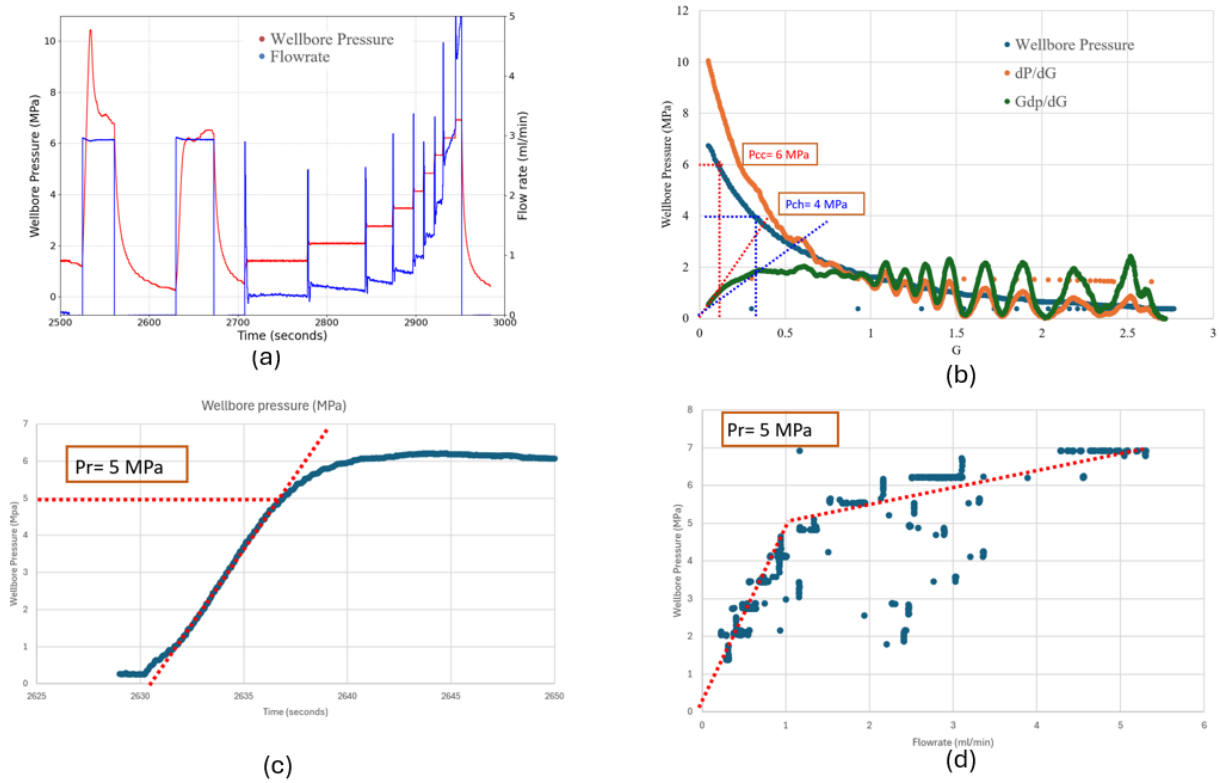 Wellbore Pressure
Flowrate
Wellbore Pressure (MPa)
10
8
6
4
2
0
5
4
3
2
1
0
Flow rate (ml/min)
2500 2600 2700 2800 2900 3000
Time (seconds)
(a)
12
10
8
6
4
2
0
Wellbore Pressure (MPa)
Wellbore Pressure
dP/dG
Gdp/dG
Pcc= 6 MPa
Pch= 4 MPa
0 0.5 1 1.5 2 2.5 3
G
(b)
Wellbore pressure (MPa)
7
6
5
4
3
2
1
0
Wellbore Pressure (Mpa)
Pr= 5 MPa
2625 2630 2635 2640 2645 2650
Time (seconds)
(c)
8
7
6
5
4
3
2
1
0
Wellbore Pressure (MPa)
Pr= 5 MPa
0 1 2 3 4 5 6
Flowrate (ml/min)
(d)